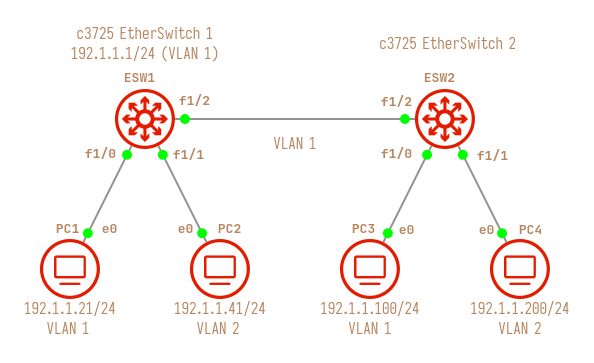 c3725 EtherSwitch 1
192.1.1.1/24 (VLAN 1)
c3725 EtherSwitch 2
ESW1
ESW2
f1/2
f1/2
VLAN 1
f1/0
f1/1
f1/0
f1/1
PC1
e0
e0
PC2
PC3
e0
e0
PC4
192.1.1.21/24
VLAN 1
192.1.1.41/24
VLAN 2
192.1.1.100/24
VLAN 1
192.1.1.200/24
VLAN 2